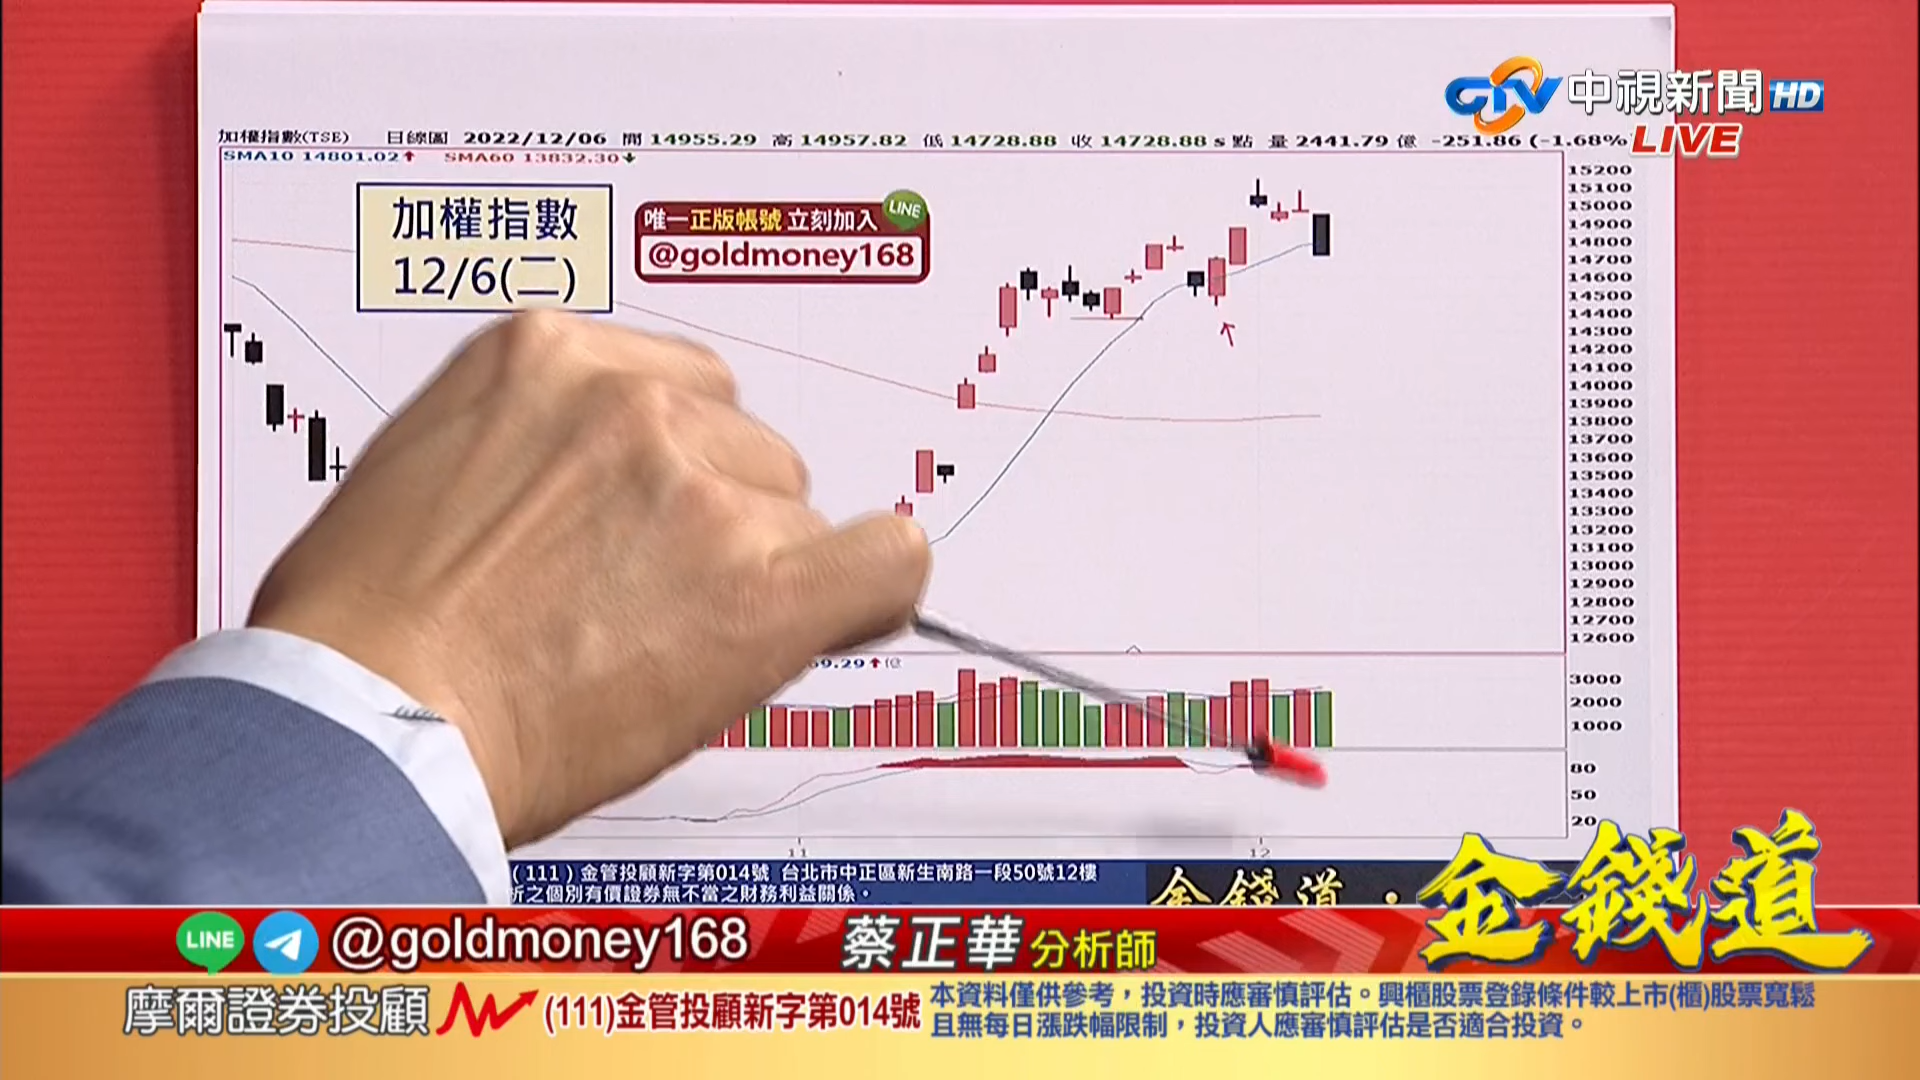 CTV 中視新聞 HD
LIVE
加權指數(TSE) 日線圖 2022/12/06 開 14955.29 高 14957.82 低 14728.88 收 14728.88 s 點 量 2441.79 億 -251.86 (-1.68%
SMA10 14801.02↑ SMA60 13832.30↓
加權指數
12/6(二)
唯一正版帳號 立刻加入 LINE
@goldmoney168
15200
15100
15000
14900
14800
14700
14600
14500
14400
14300
14200
14100
14000
13900
13800
13700
13600
13500
13400
13300
13200
13100
13000
12900
12800
12700
12600
69.29↑億
3000
2000
1000
80
50
20
11 12
(111)金管投顧新字第014號 台北市中正區新生南路一段50號12樓
析之個別有價證券無不當之財務利益關係。
金錢道・
金錢道
LINE @goldmoney168 蔡正華 分析師
摩爾證券投顧 (111)金管投顧新字第014號
本資料僅供參考，投資時應審慎評估。興櫃股票登錄條件較上市(櫃)股票寬鬆
且無每日漲跌幅限制，投資人應審慎評估是否適合投資。